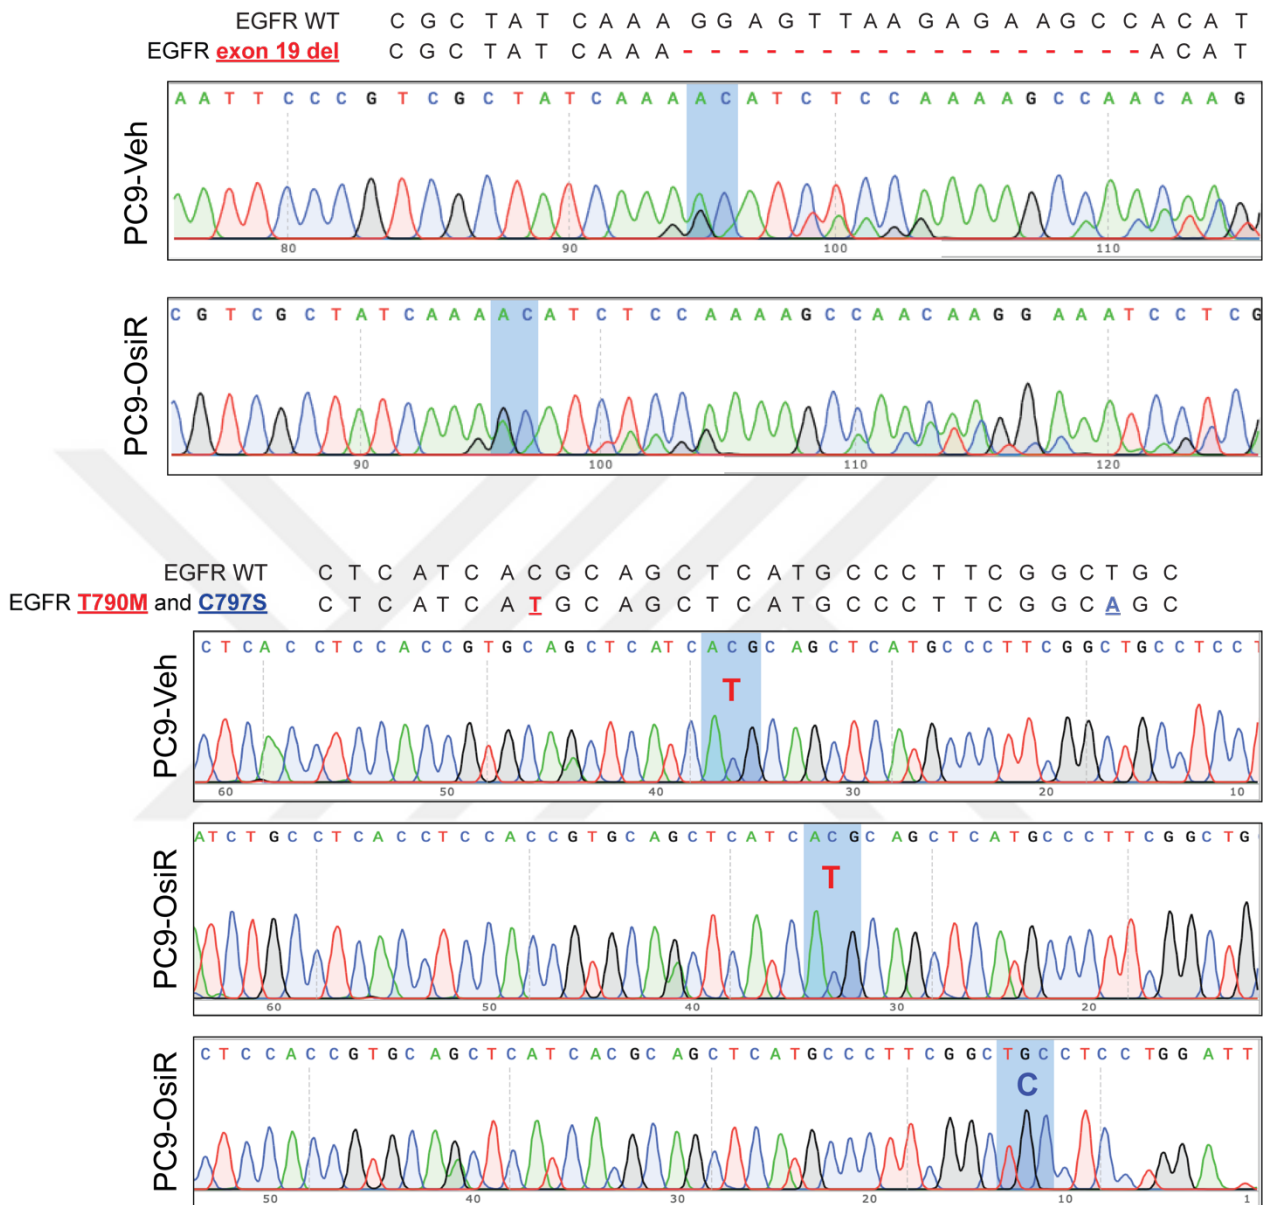 EGFR WT C G C T A T C A A A G G A G T T A A G A G A A G C C A C A T
EGFR exon 19 del C G C T A T C A A A - - - - - - - - - - - - - - - - - A C A T
PC9-Veh
A A T T C C C G T C G C T A T C A A A A C A T C T C C A A A A G C C A A C A A G
80 90 100 110
PC9-OsiR
C G T C G C T A T C A A A A C A T C T C C A A A A G C C A A C A A G G A A A T C C T C G
90 100 110 120
EGFR WT C T C A T C A C G C A G C T C A T G C C C T T C G G C T G C
EGFR T790M and C797S C T C A T C A T G C A G C T C A T G C C C T T C G G C A G C
PC9-Veh
C T C A C C T C C A C C G T G C A G C T C A T C A C G C A G C T C A T G C C C T T C G G C T G C C T C C T
T
60 50 40 30 20 10
PC9-OsiR
A T C T G C C T C A C C T C C A C C G T G C A G C T C A T C A C G C A G C T C A T G C C C T T C G G C T G
T
60 50 40 30 20
PC9-OsiR
C T C C A C C G T G C A G C T C A T C A C G C A G C T C A T G C C C T T C G G C T G C C T C C T G G A T T
C
50 40 30 20 10 1